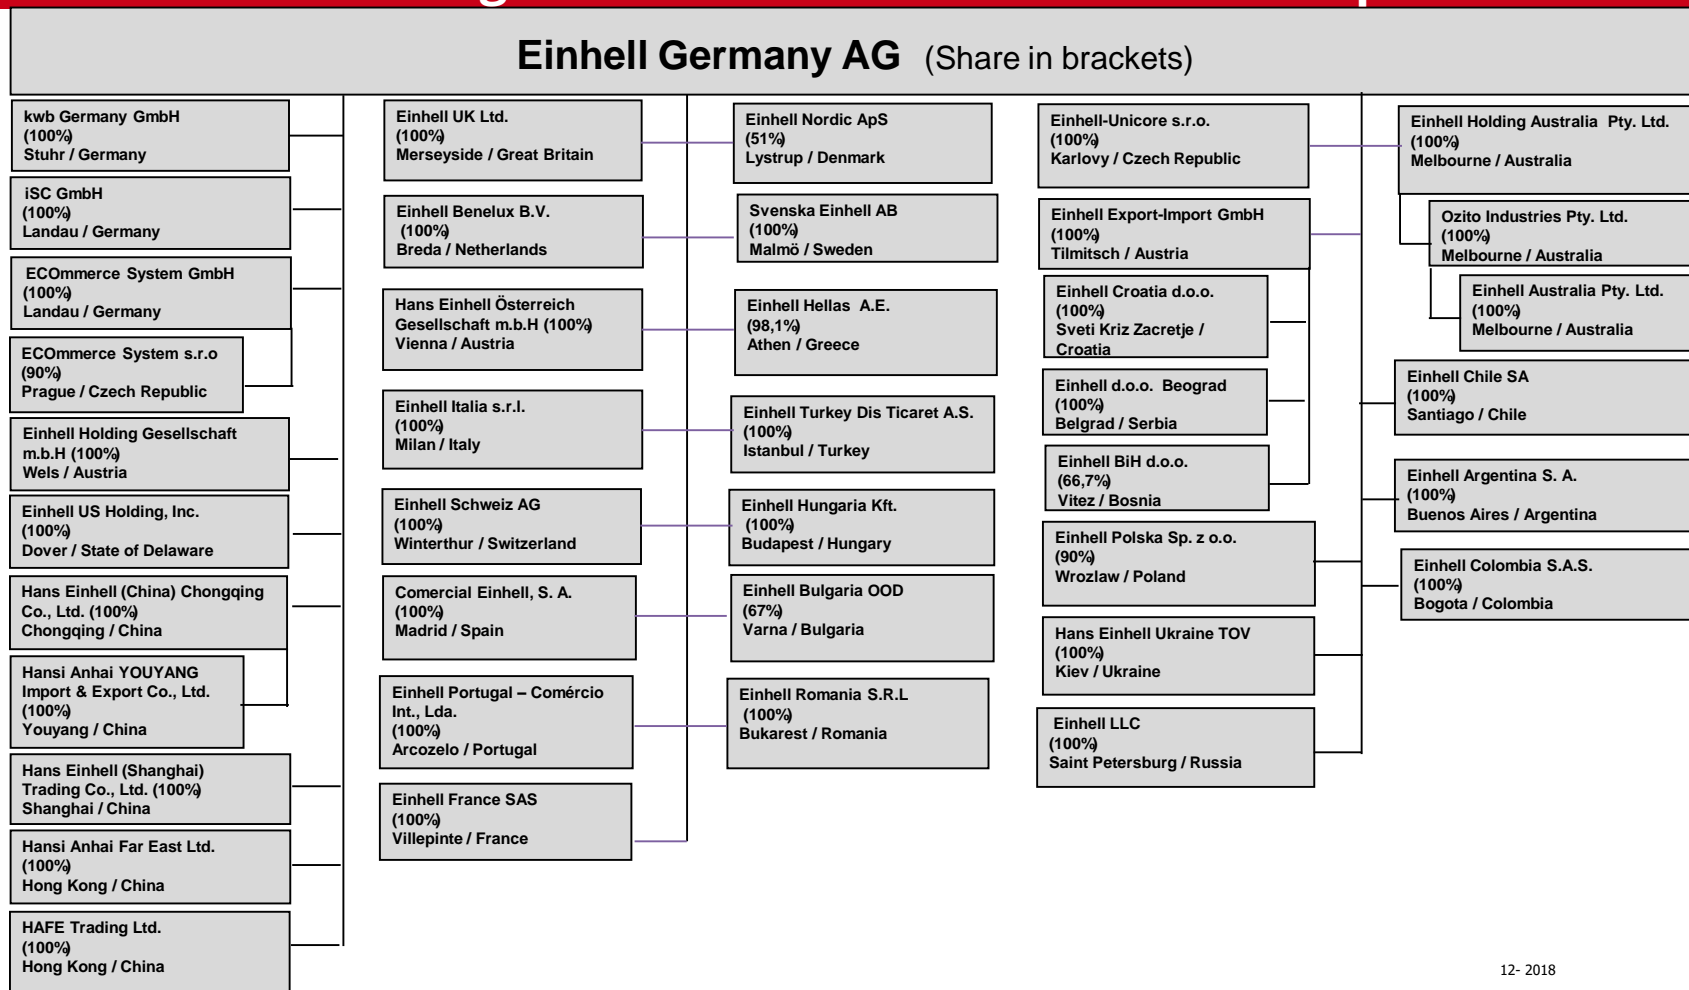 Einhell Germany AG (Share in brackets)
kwb Germany GmbH
(100%)
Stuhr / Germany
iSC GmbH
(100%)
Landau / Germany
ECOmmerce System GmbH
(100%)
Landau / Germany
ECOmmerce System s.r.o
(90%)
Prague / Czech Republic
Einhell Holding Gesellschaft
m.b.H (100%)
Wels / Austria
Einhell US Holding, Inc.
(100%)
Dover / State of Delaware
Hans Einhell (China) Chongqing
Co., Ltd. (100%)
Chongqing / China
Hansi Anhai YOUYANG
Import & Export Co., Ltd.
(100%)
Youyang / China
Hans Einhell (Shanghai)
Trading Co., Ltd. (100%)
Shanghai / China
Hansi Anhai Far East Ltd.
(100%)
Hong Kong / China
HAFE Trading Ltd.
(100%)
Hong Kong / China
Einhell UK Ltd.
(100%)
Merseyside / Great Britain
Einhell Benelux B.V.
(100%)
Breda / Netherlands
Hans Einhell Österreich
Gesellschaft m.b.H (100%)
Vienna / Austria
Einhell Italia s.r.l.
(100%)
Milan / Italy
Einhell Schweiz AG
(100%)
Winterthur / Switzerland
Comercial Einhell, S. A.
(100%)
Madrid / Spain
Einhell Portugal – Comércio
Int., Lda.
(100%)
Arcozelo / Portugal
Einhell France SAS
(100%)
Villepinte / France
Einhell Nordic ApS
(51%)
Lystrup / Denmark
Svenska Einhell AB
(100%)
Malmö / Sweden
Einhell Hellas A.E.
(98,1%)
Athen / Greece
Einhell Turkey Dis Ticaret A.S.
(100%)
Istanbul / Turkey
Einhell Hungaria Kft.
(100%)
Budapest / Hungary
Einhell Bulgaria OOD
(67%)
Varna / Bulgaria
Einhell Romania S.R.L
(100%)
Bukarest / Romania
Einhell-Unicore s.r.o.
(100%)
Karlovy / Czech Republic
Einhell Export-Import GmbH
(100%)
Tilmitsch / Austria
Einhell Croatia d.o.o.
(100%)
Sveti Kriz Zacretje /
Croatia
Einhell d.o.o. Beograd
(100%)
Belgrad / Serbia
Einhell BiH d.o.o.
(66,7%)
Vitez / Bosnia
Einhell Polska Sp. z o.o.
(90%)
Wrozlaw / Poland
Hans Einhell Ukraine TOV
(100%)
Kiev / Ukraine
Einhell LLC
(100%)
Saint Petersburg / Russia
Einhell Holding Australia Pty. Ltd.
(100%)
Melbourne / Australia
Ozito Industries Pty. Ltd.
(100%)
Melbourne / Australia
Einhell Australia Pty. Ltd.
(100%)
Melbourne / Australia
Einhell Chile SA
(100%)
Santiago / Chile
Einhell Argentina S. A.
(100%)
Buenos Aires / Argentina
Einhell Colombia S.A.S.
(100%)
Bogota / Colombia
12- 2018